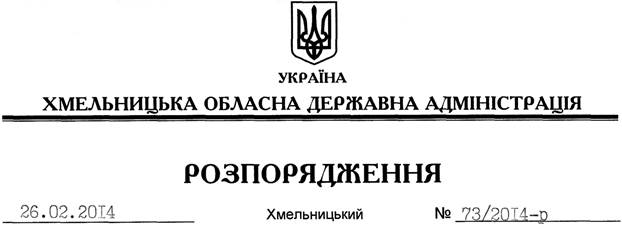 УКРАЇНА
ХМЕЛЬНИЦЬКА ОБЛАСНА ДЕРЖАВНА АДМІНІСТРАЦІЯ
РОЗПОРЯДЖЕННЯ
26.02.2014 Хмельницький № 73/2014-р